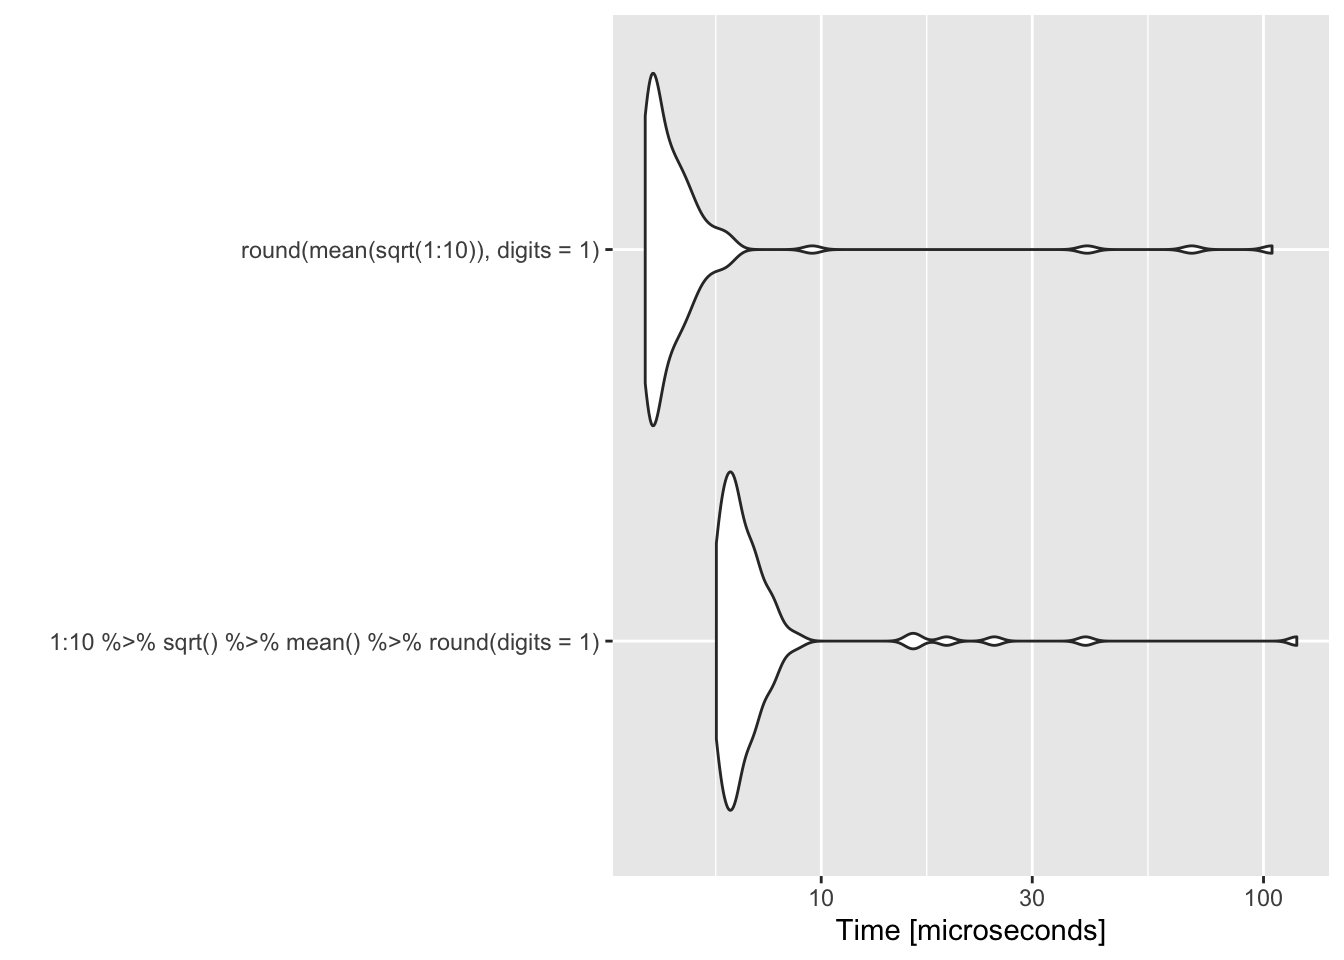 round(mean(sqrt(1:10)), digits = 1)
1:10 %>% sqrt() %>% mean() %>% round(digits = 1)
10 30 100
Time [microseconds]